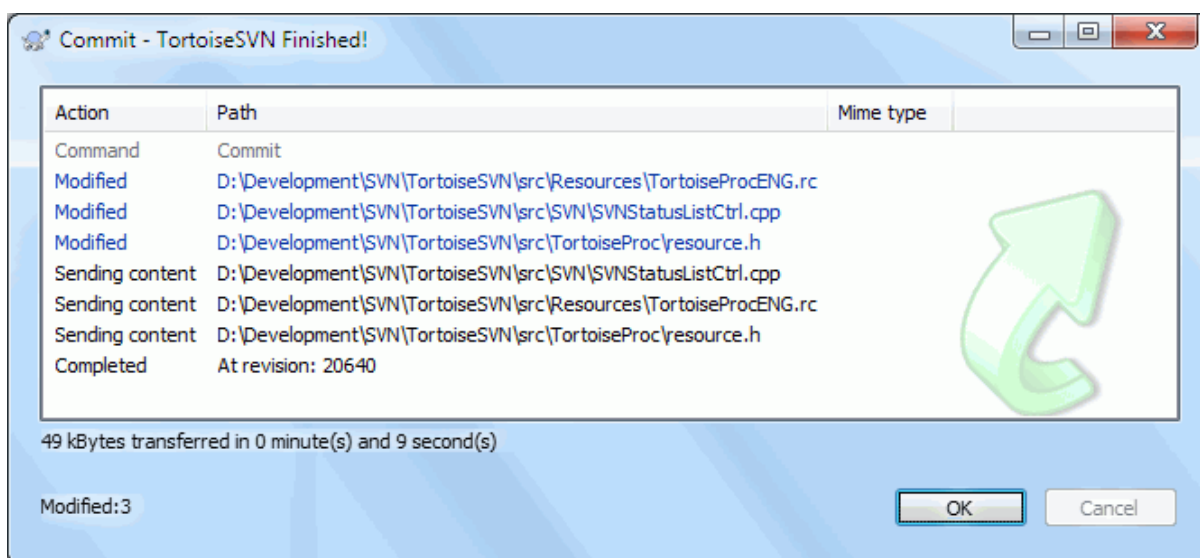 Commit - TortoiseSVN Finished!
Action Path Mime type
Command Commit
Modified D:\Development\SVN\TortoiseSVN\src\Resources\TortoiseProcENG.rc
Modified D:\Development\SVN\TortoiseSVN\src\SVN\SVNStatusListCtrl.cpp
Modified D:\Development\SVN\TortoiseSVN\src\TortoiseProc\resource.h
Sending content D:\Development\SVN\TortoiseSVN\src\SVN\SVNStatusListCtrl.cpp
Sending content D:\Development\SVN\TortoiseSVN\src\Resources\TortoiseProcENG.rc
Sending content D:\Development\SVN\TortoiseSVN\src\TortoiseProc\resource.h
Completed At revision: 20640
49 kBytes transferred in 0 minute(s) and 9 second(s)
Modified:3
OK Cancel